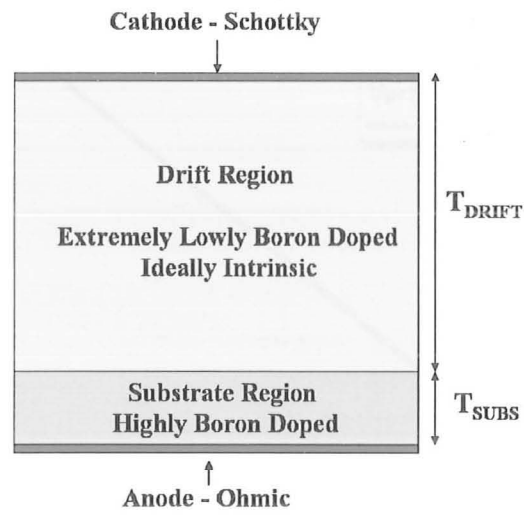 Cathode - Schottky
Drift Region
Extremely Lowly Boron Doped
Ideally Intrinsic
T_DRIFT
Substrate Region
Highly Boron Doped
T_SUBS
Anode - Ohmic